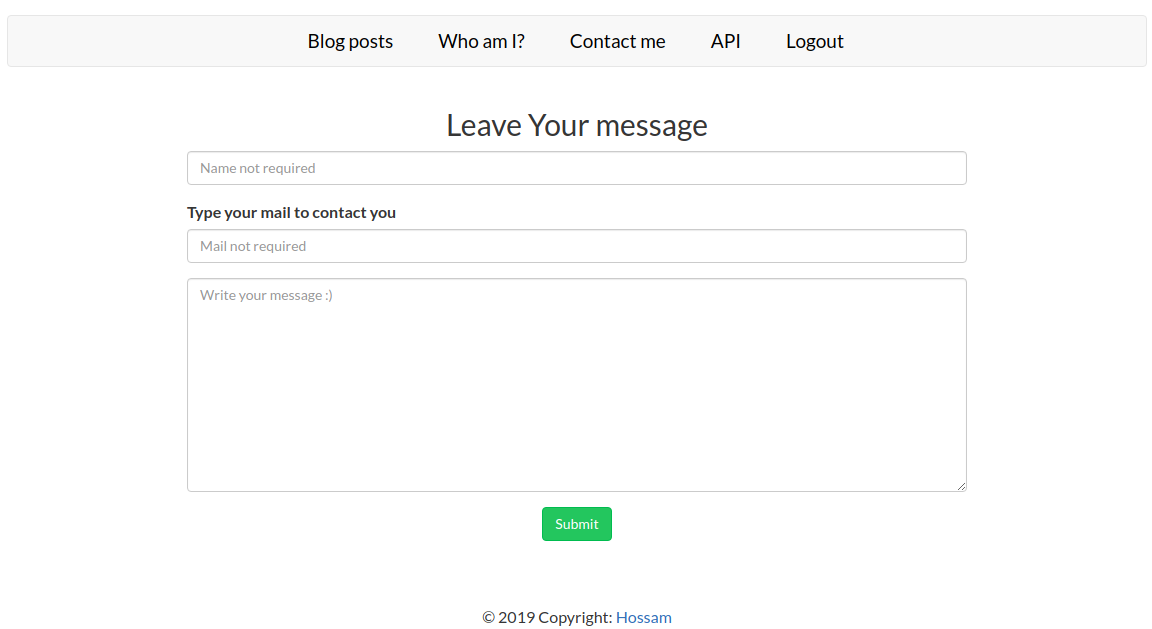 Blog posts Who am I? Contact me API Logout
Leave Your message
Name not required
Type your mail to contact you
Mail not required
Write your message :)
Submit
© 2019 Copyright: Hossam